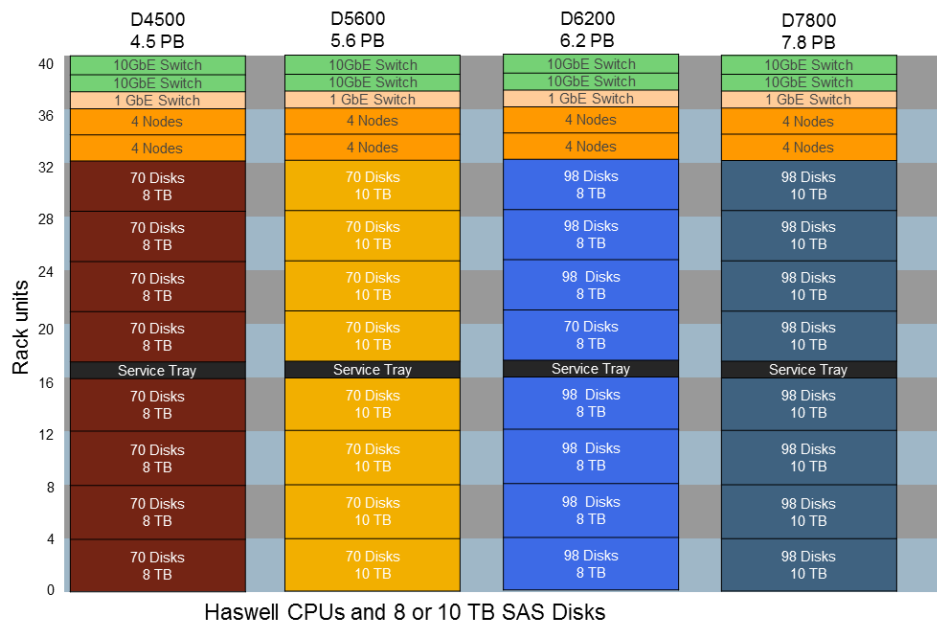 D4500
4.5 PB
D5600
5.6 PB
D6200
6.2 PB
D7800
7.8 PB
Rack units
40
36
32
28
24
20
16
12
8
4
0
10GbE Switch
10GbE Switch
1 GbE Switch
4 Nodes
4 Nodes
70 Disks
8 TB
70 Disks
8 TB
70 Disks
8 TB
70 Disks
8 TB
Service Tray
70 Disks
8 TB
70 Disks
8 TB
70 Disks
8 TB
70 Disks
8 TB
10GbE Switch
10GbE Switch
1 GbE Switch
4 Nodes
4 Nodes
70 Disks
10 TB
70 Disks
10 TB
70 Disks
10 TB
70 Disks
10 TB
Service Tray
70 Disks
10 TB
70 Disks
10 TB
70 Disks
10 TB
70 Disks
10 TB
10GbE Switch
10GbE Switch
1 GbE Switch
4 Nodes
4 Nodes
98 Disks
8 TB
98 Disks
8 TB
98 Disks
8 TB
70 Disks
8 TB
Service Tray
98 Disks
8 TB
98 Disks
8 TB
98 Disks
8 TB
98 Disks
8 TB
10GbE Switch
10GbE Switch
1 GbE Switch
4 Nodes
4 Nodes
98 Disks
10 TB
98 Disks
10 TB
98 Disks
10 TB
98 Disks
10 TB
Service Tray
98 Disks
10 TB
98 Disks
10 TB
98 Disks
10 TB
98 Disks
10 TB
Haswell CPUs and 8 or 10 TB SAS Disks